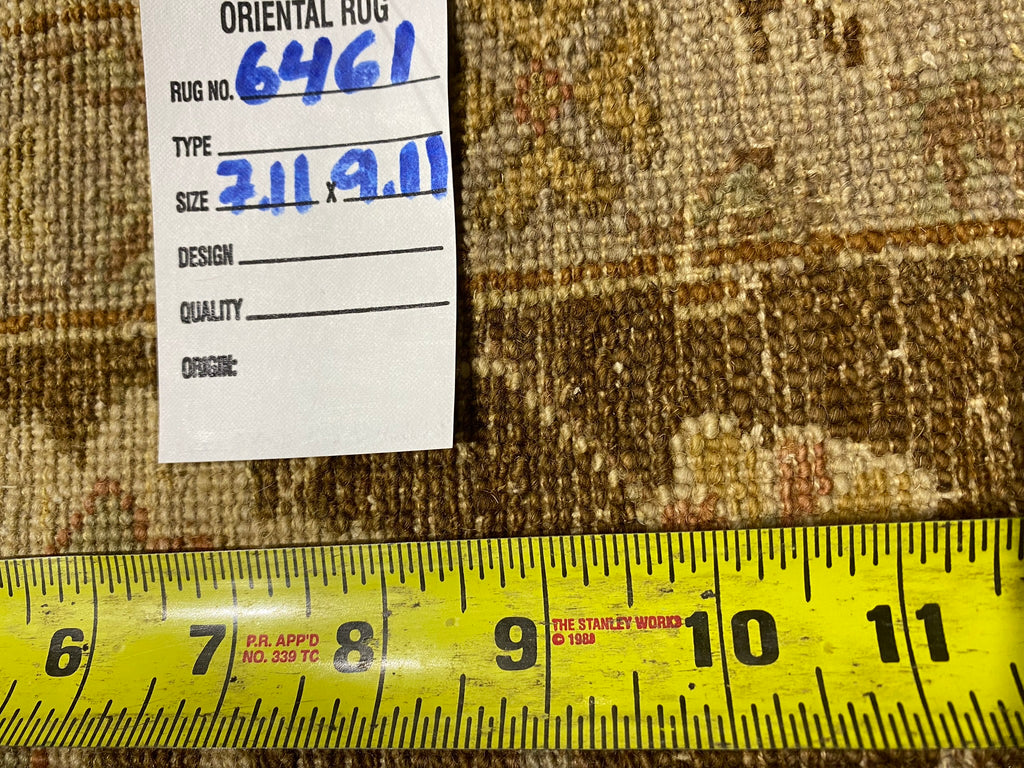 ORIENTAL RUG
RUG NO. 6461
TYPE
SIZE 7.11 x 9.11
DESIGN
QUALITY
ORIGIN:
6 7 P.R. APP'D NO. 339 TC 8 9 THE STANLEY WORKS © 1989 10 11